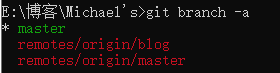 E:\博客\Michael's>git branch -a
* master
  remotes/origin/blog
  remotes/origin/master